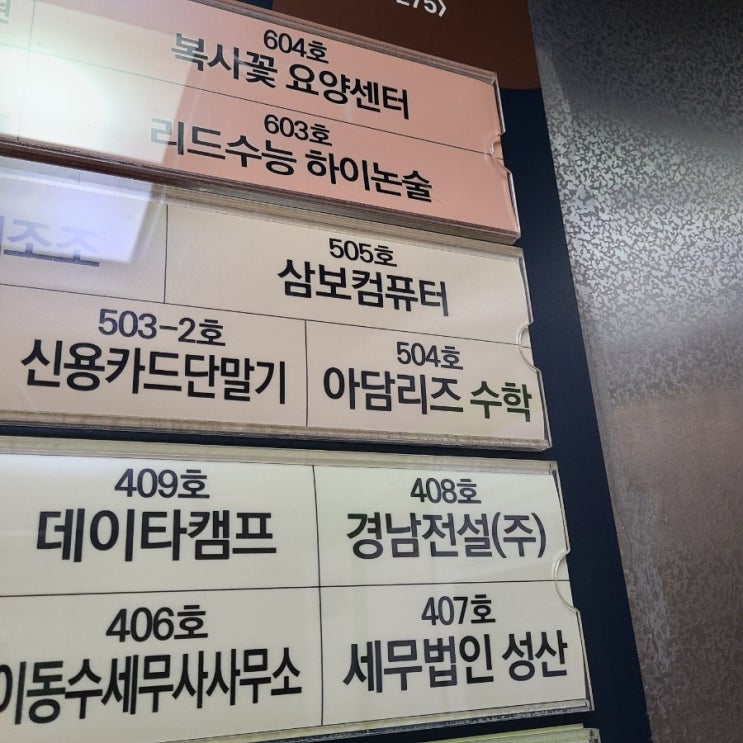 275)
604호
복사꽃 요양센터
603호
리드수능 하이논술
조조
505호
삼보컴퓨터
503-2호
신용카드단말기
504호
아담리즈 수학
409호
데이타캠프
408호
경남전설(주)
406호
이동수세무사사무소
407호
세무법인 성산